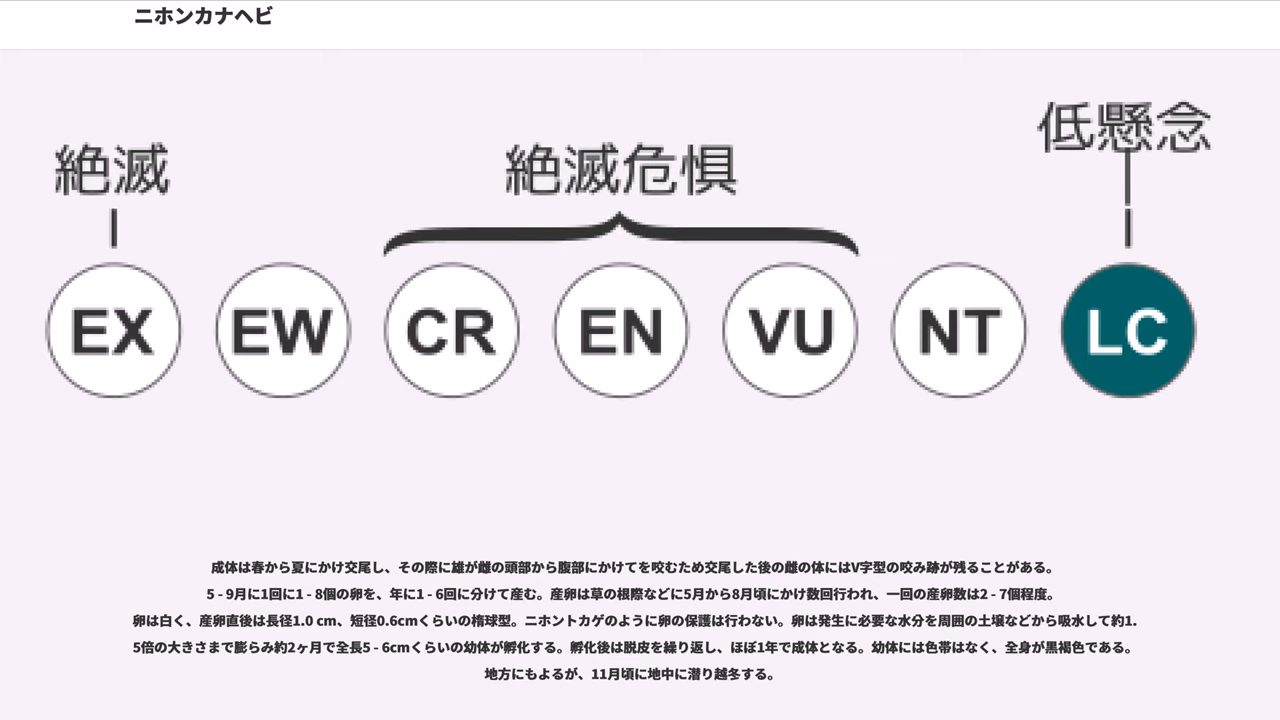 ニホンカナヘビ
低懸念
絶滅
絶滅危惧
EX EW CR EN VU NT LC
成体は春から夏にかけ交尾し、その際に雄が雌の頭部から腹部にかけてを咬むため交尾した後の雌の体にはV字型の咬み跡が残ることがある。
5 - 9月に1回に1 - 8個の卵を、年に1 - 6回に分けて産む。産卵は草の根際などに5月から8月頃にかけ数回行われ、一回の産卵数は2 - 7個程度。
卵は白く、産卵直後は長径1.0 cm、短径0.6cmくらいの楕球型。ニホントカゲのように卵の保護は行わない。卵は発生に必要な水分を周囲の土壌などから吸水して約1.
5倍の大きさまで膨らみ約2ヶ月で全長5 - 6cmくらいの幼体が孵化する。孵化後は脱皮を繰り返し、ほぼ1年で成体となる。幼体には色帯はなく、全身が黒褐色である。
地方にもよるが、11月頃に地中に潜り越冬する。